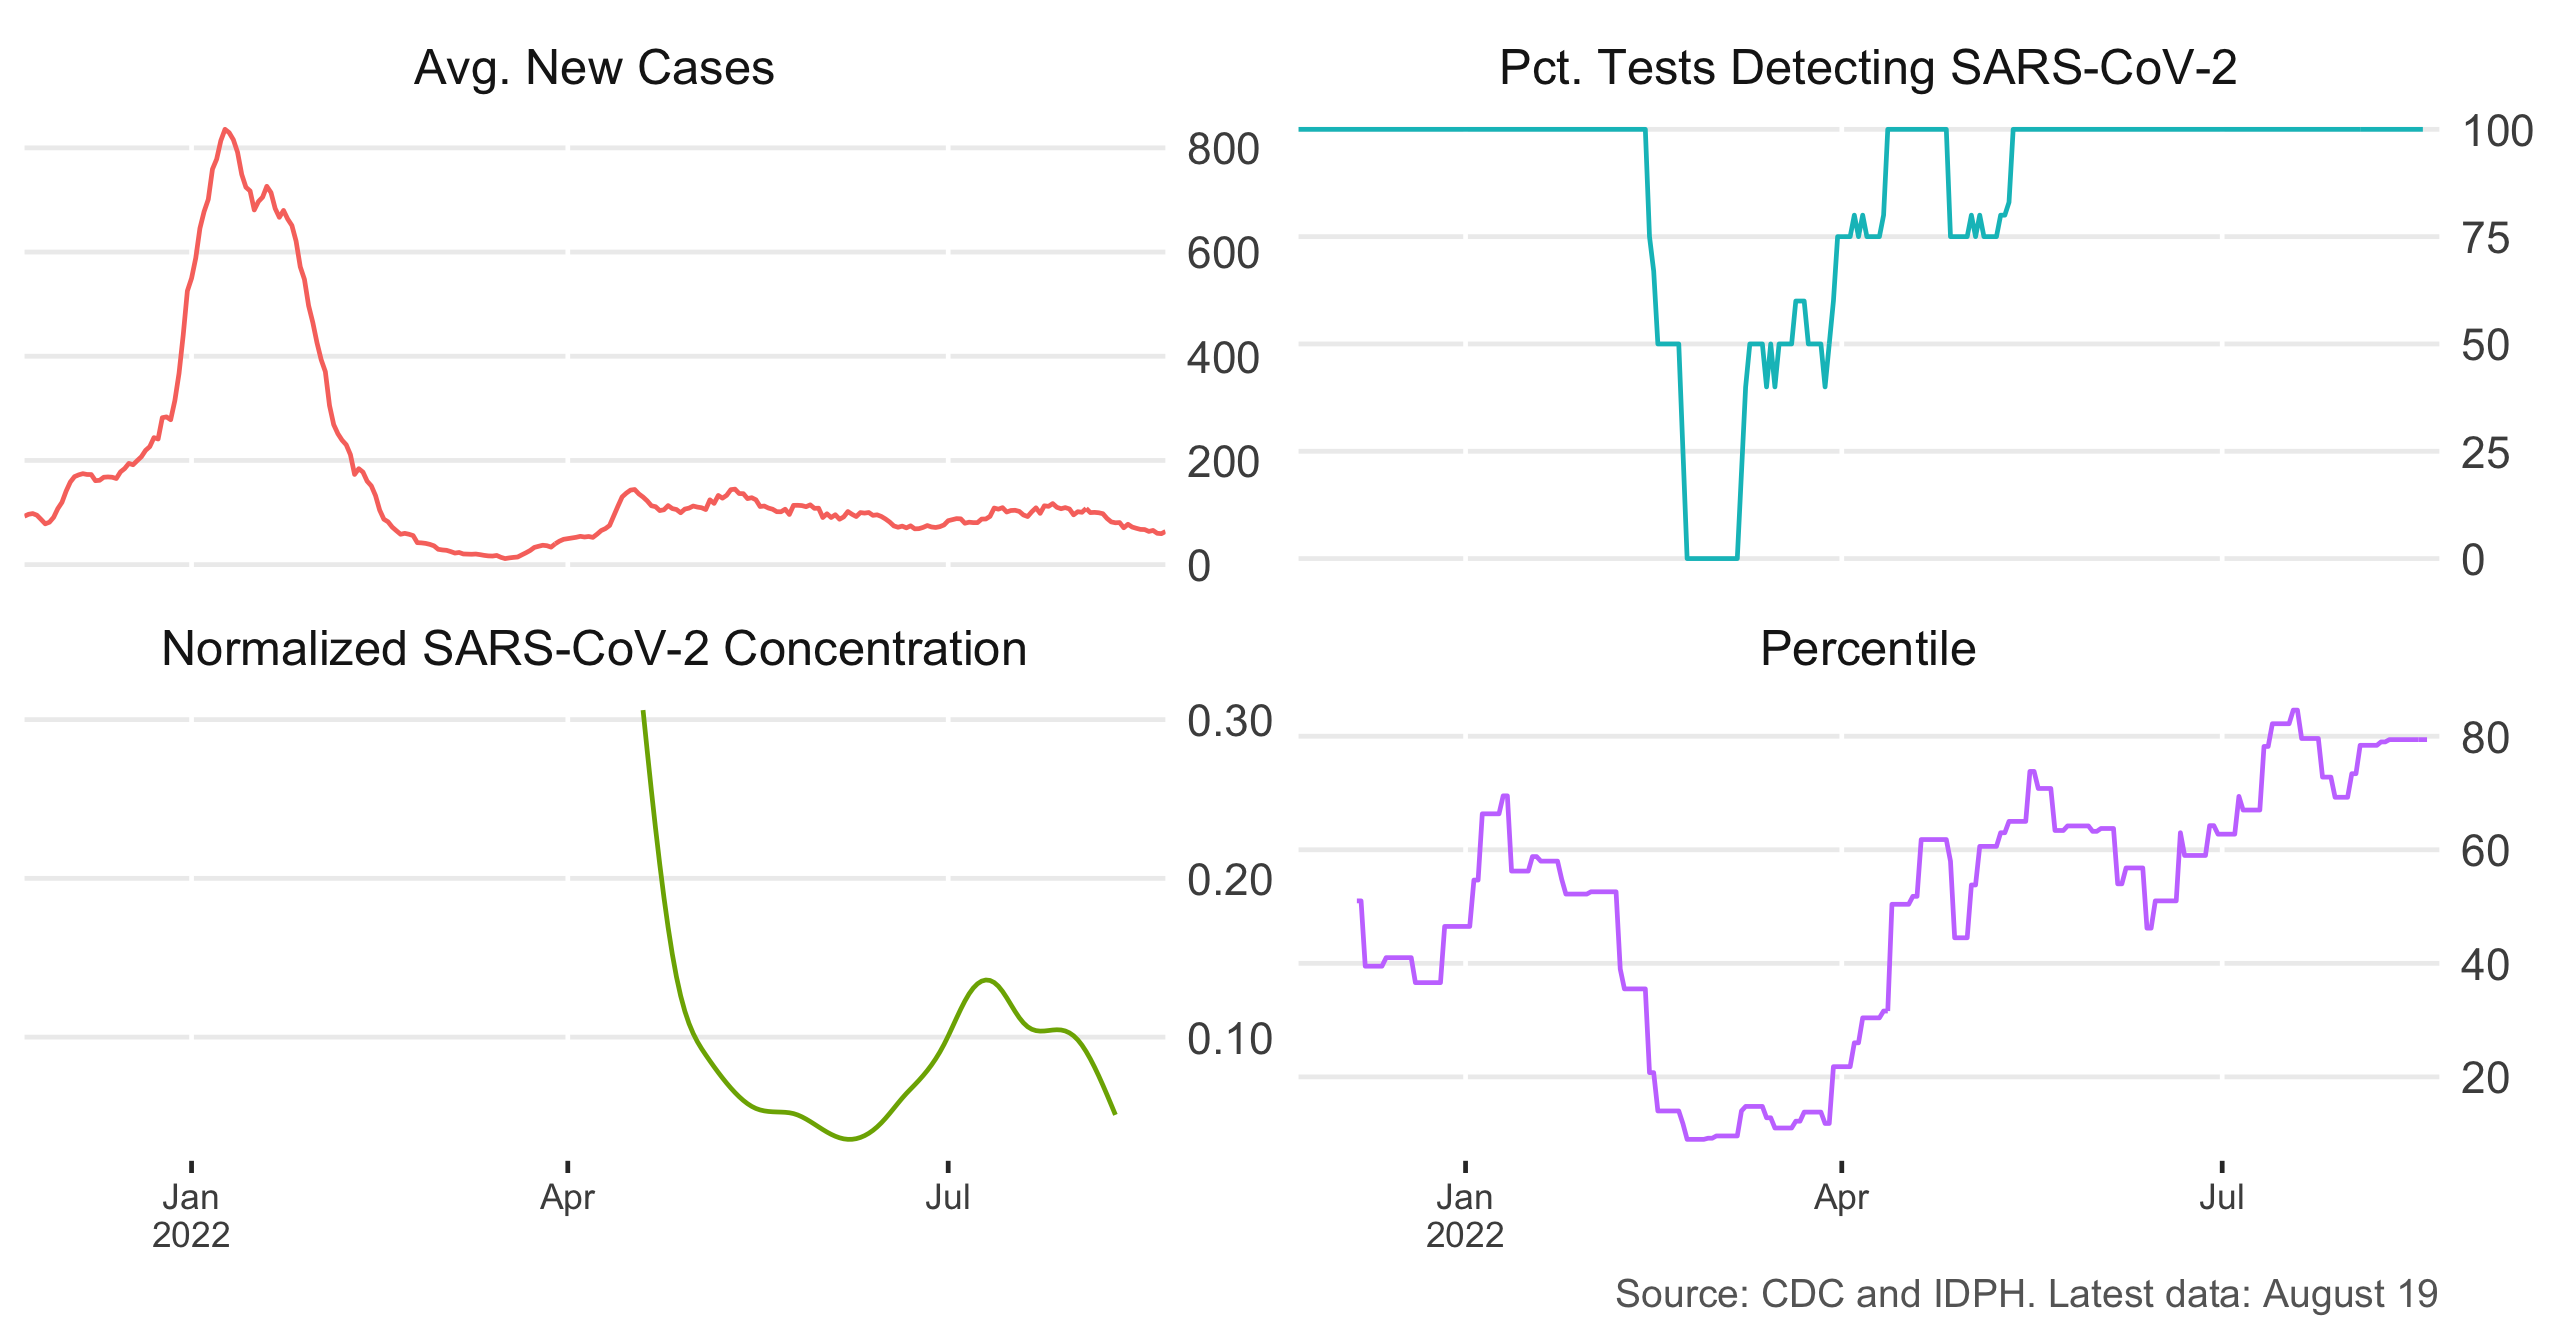 Avg. New Cases
800
600
400
200
0
Pct. Tests Detecting SARS-CoV-2
100
75
50
25
0
Normalized SARS-CoV-2 Concentration
0.30
0.20
0.10
Jan
2022
Apr
Jul
Percentile
80
60
40
20
Jan
2022
Apr
Jul
Source: CDC and IDPH. Latest data: August 19